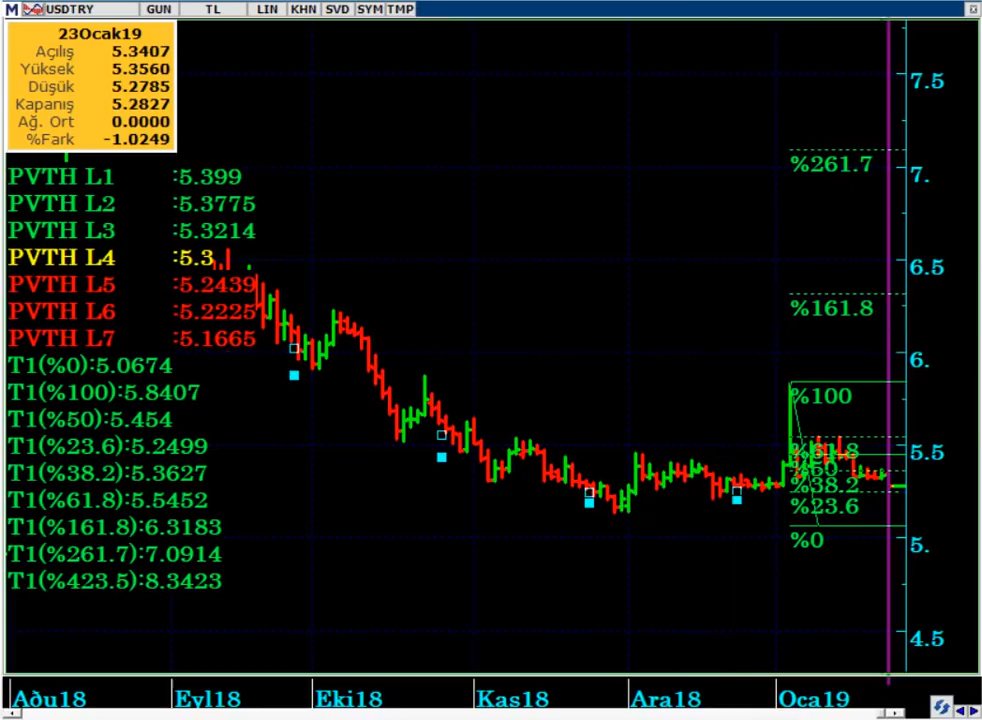 M USDTRY GUN TL LIN KHN SVD SYM TMP
23Ocak19
Açılış 5.3407
Yüksek 5.3560
Düşük 5.2785
Kapanış 5.2827
Ağ. Ort 0.0000
%Fark -1.0249
PVTH L1 :5.399
PVTH L2 :5.3775
PVTH L3 :5.3214
PVTH L4 :5.3
PVTH L5 :5.2439
PVTH L6 :5.2225
PVTH L7 :5.1665
T1(%0):5.0674
T1(%100):5.8407
T1(%50):5.454
T1(%23.6):5.2499
T1(%38.2):5.3627
T1(%61.8):5.5452
T1(%161.8):6.3183
T1(%261.7):7.0914
T1(%423.5):8.3423
%261.7
%161.8
%100
%61.8
%50
%38.2
%23.6
%0
7.5
7.
6.5
6.
5.5
5.
4.5
Aðu18 Eyl18 Eki18 Kas18 Ara18 Oca19